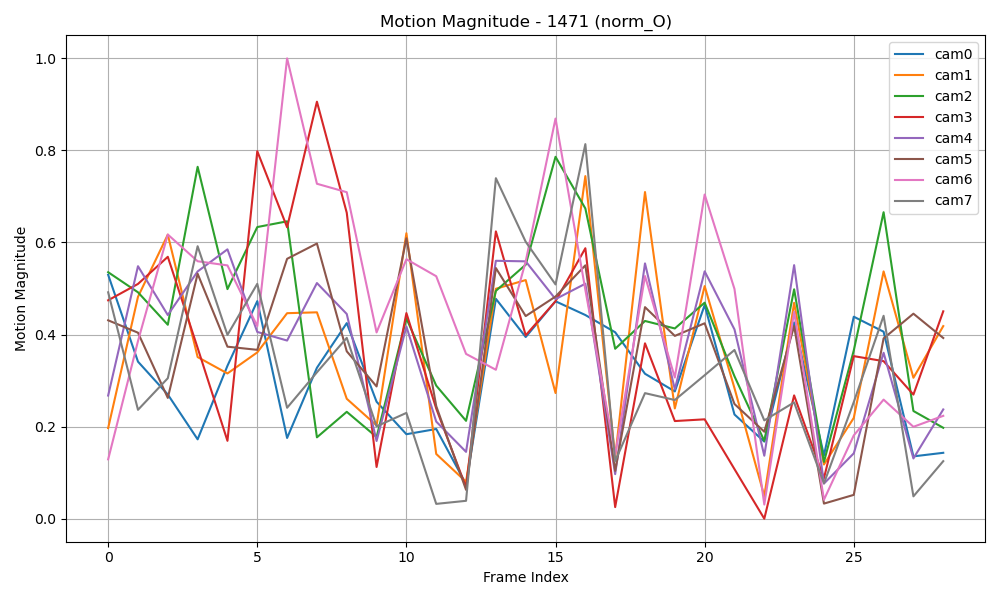 Motion Magnitude - 1471 (norm_O)
cam0
cam1
cam2
cam3
cam4
cam5
cam6
cam7
Motion Magnitude
1.0
0.8
0.6
0.4
0.2
0.0
0 5 10 15 20 25
Frame Index